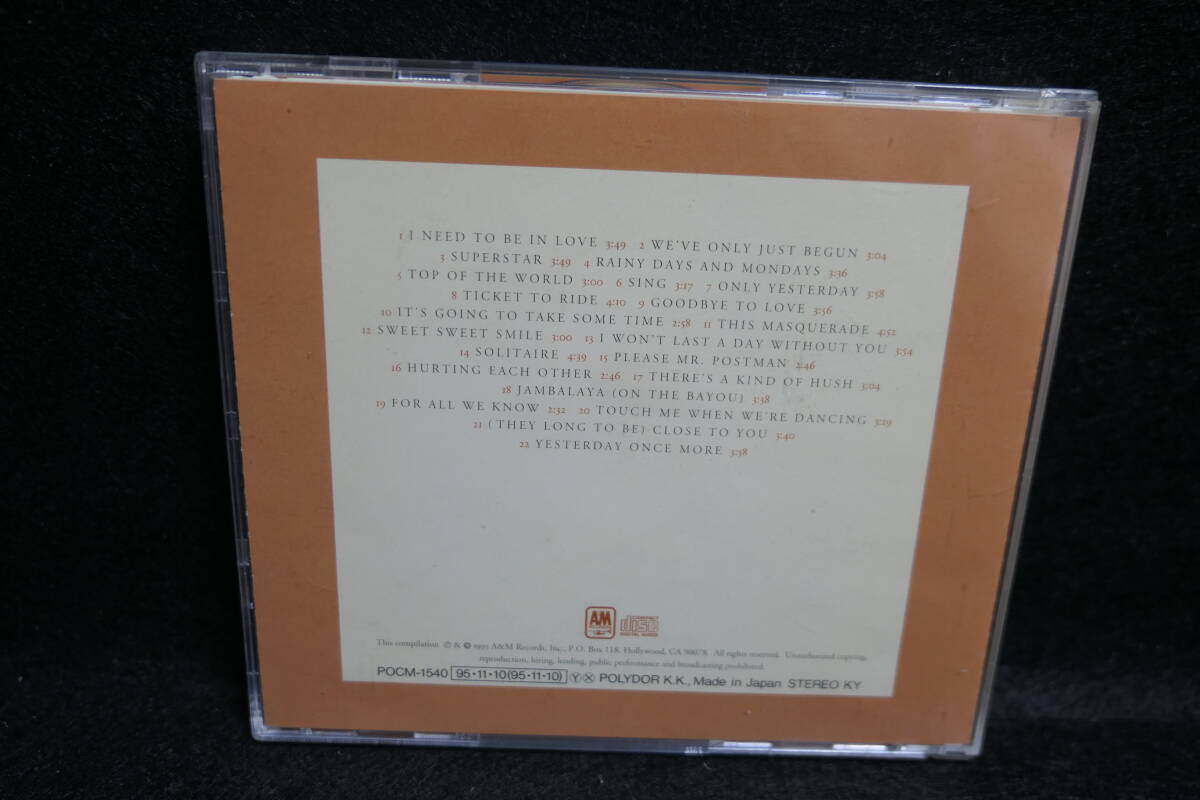 1 I NEED TO BE IN LOVE 3:49 2 WE'VE ONLY JUST BEGUN 3:04
3 SUPERSTAR 3:49 4 RAINY DAYS AND MONDAYS 3:36
5 TOP OF THE WORLD 3:00 6 SING 3:17 7 ONLY YESTERDAY 3:58
8 TICKET TO RIDE 4:10 9 GOODBYE TO LOVE 3:56
10 IT'S GOING TO TAKE SOME TIME 2:58 11 THIS MASQUERADE 4:52
12 SWEET SWEET SMILE 3:00 13 I WON'T LAST A DAY WITHOUT YOU 3:54
14 SOLITAIRE 4:39 15 PLEASE MR. POSTMAN 2:46
16 HURTING EACH OTHER 2:46 17 THERE'S A KIND OF HUSH 3:04
18 JAMBALAYA (ON THE BAYOU) 3:38
19 FOR ALL WE KNOW 2:32 20 TOUCH ME WHEN WE'RE DANCING 3:19
21 (THEY LONG TO BE) CLOSE TO YOU 3:40
22 YESTERDAY ONCE MORE 3:58
AM COMPACT disc DIGITAL AUDIO
This compilation ℗ & © 1995 A&M Records, Inc., P.O. Box 118, Hollywood, CA 90078. All rights reserved. Unauthorized copying,
reproduction, hiring, lending, public performance and broadcasting prohibited.
POCM-1540 95·11·10(95·11·10) Ⓨ Ⓧ POLYDOR K.K., Made in Japan STEREO KY